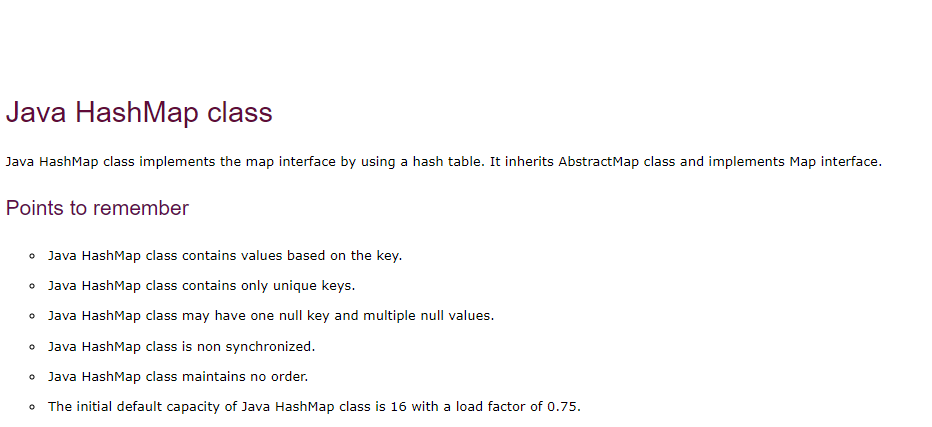 Java HashMap class
Java HashMap class implements the map interface by using a hash table. It inherits AbstractMap class and implements Map interface.
Points to remember
Java HashMap class contains values based on the key.
Java HashMap class contains only unique keys.
Java HashMap class may have one null key and multiple null values.
Java HashMap class is non synchronized.
Java HashMap class maintains no order.
The initial default capacity of Java HashMap class is 16 with a load factor of 0.75.